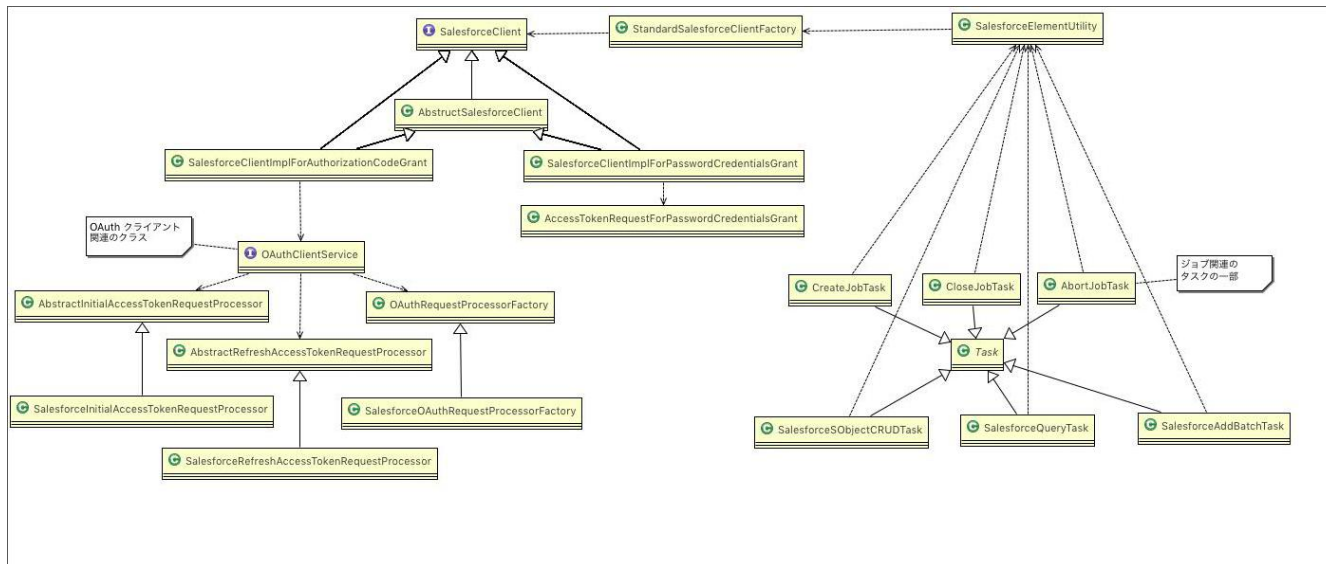 SalesforceClient
StandardSalesforceClientFactory
SalesforceElementUtility
AbstructSalesforceClient
SalesforceClientImplForAuthorizationCodeGrant
SalesforceClientImplForPasswordCredentialsGrant
AccessTokenRequestForPasswordCredentialsGrant
OAuth クライアント
関連のクラス
OAuthClientService
ジョブ関連の
タスクの一部
AbstractInitialAccessTokenRequestProcessor
OAuthRequestProcessorFactory
CreateJobTask
CloseJobTask
AbortJobTask
AbstractRefreshAccessTokenRequestProcessor
Task
SalesforceInitialAccessTokenRequestProcessor
SalesforceOAuthRequestProcessorFactory
SalesforceSObjectCRUDTask
SalesforceQueryTask
SalesforceAddBatchTask
SalesforceRefreshAccessTokenRequestProcessor